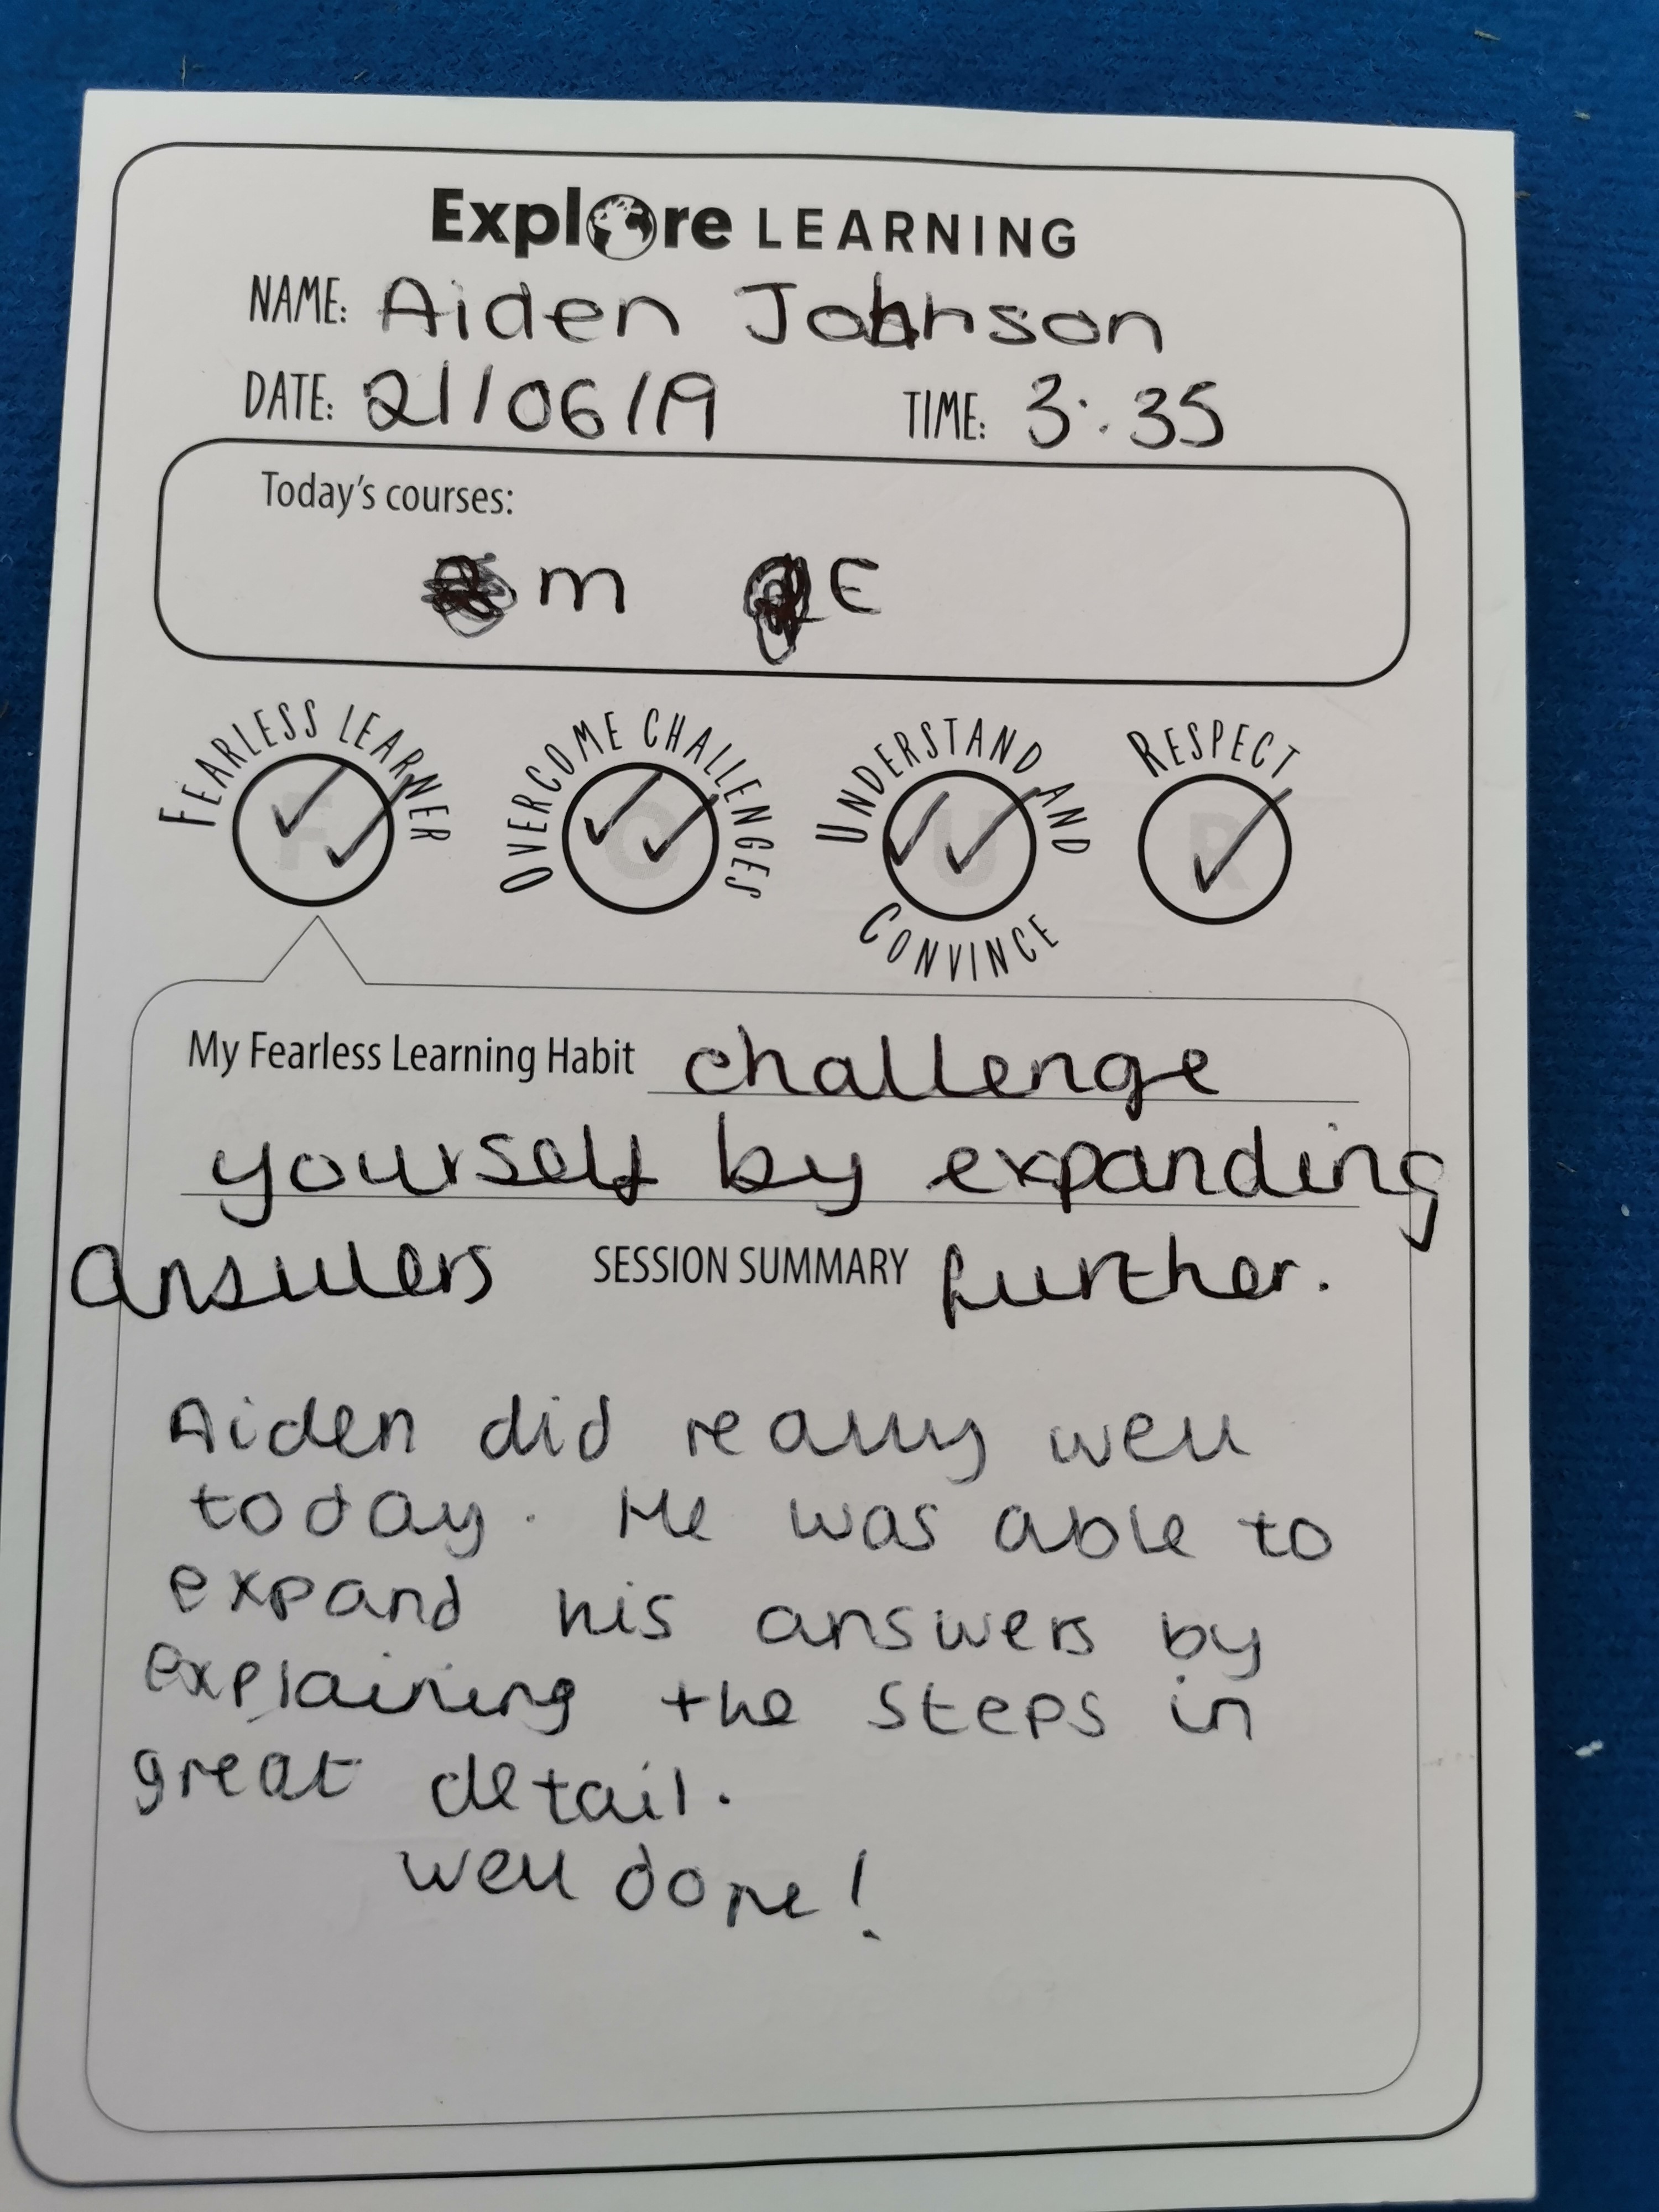 Explore LEARNING
NAME: Aiden Johnson
DATE: 21/06/19 TIME: 3:35
Today's courses:
m E
FEARLESS LEARNER OVERCOME CHALLENGES UNDERSTAND AND CONVINCE RESPECT
F O U R
My Fearless Learning Habit challenge
yourself by expanding
answers SESSION SUMMARY further.
Aiden did really well
today. He was able to
expand his answers by
explaining the steps in
great detail.
well done!